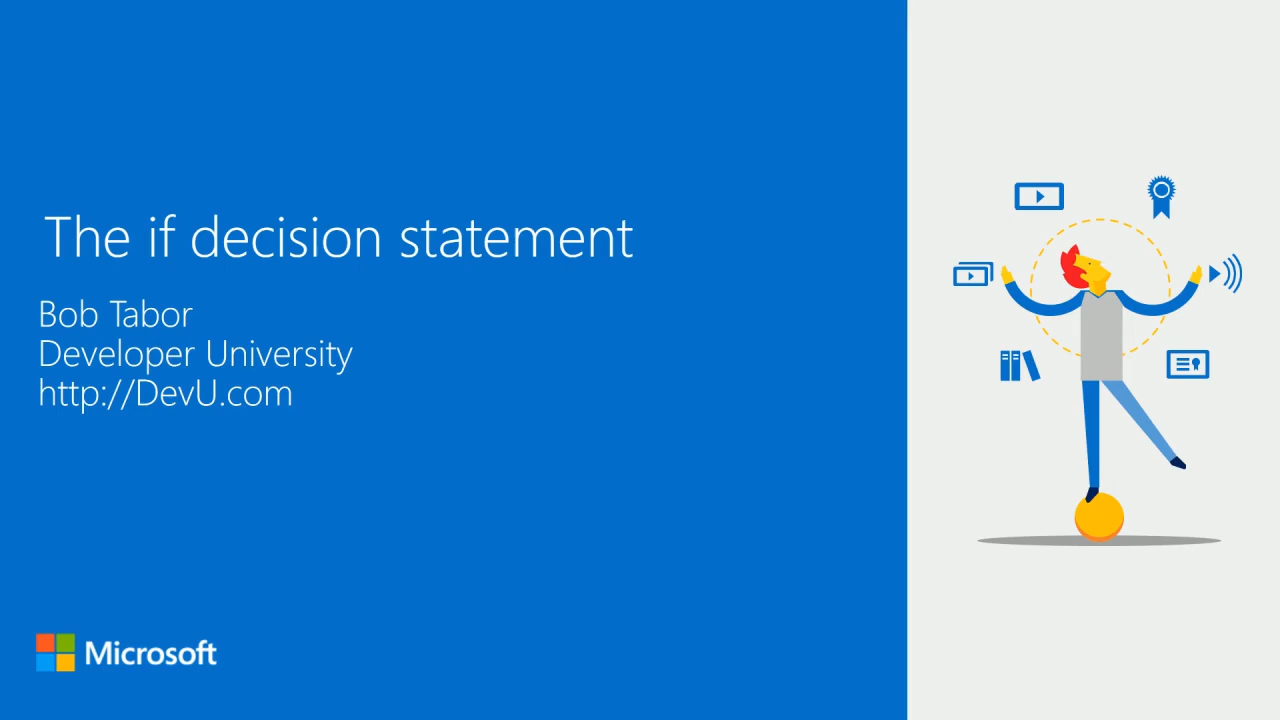 The if decision statement
Bob Tabor
Developer University
http://DevU.com
Microsoft